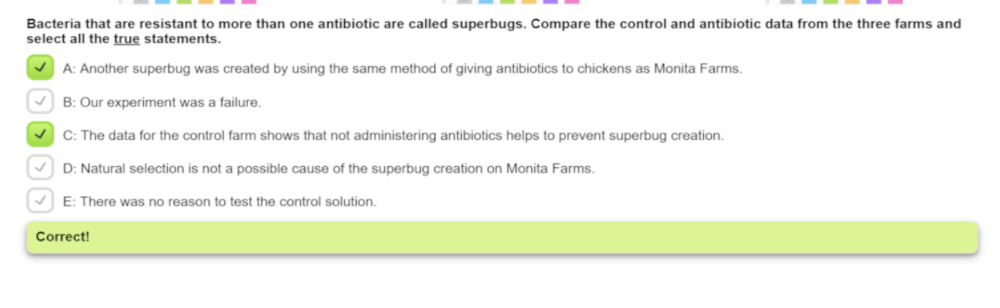 Bacteria that are resistant to more than one antibiotic are called superbugs. Compare the control and antibiotic data from the three farms and
select all the true statements.
A: Another superbug was created by using the same method of giving antibiotics to chickens as Monita Farms.
B: Our experiment was a failure.
C: The data for the control farm shows that not administering antibiotics helps to prevent superbug creation.
D: Natural selection is not a possible cause of the superbug creation on Monita Farms.
E: There was no reason to test the control solution.
Correct!